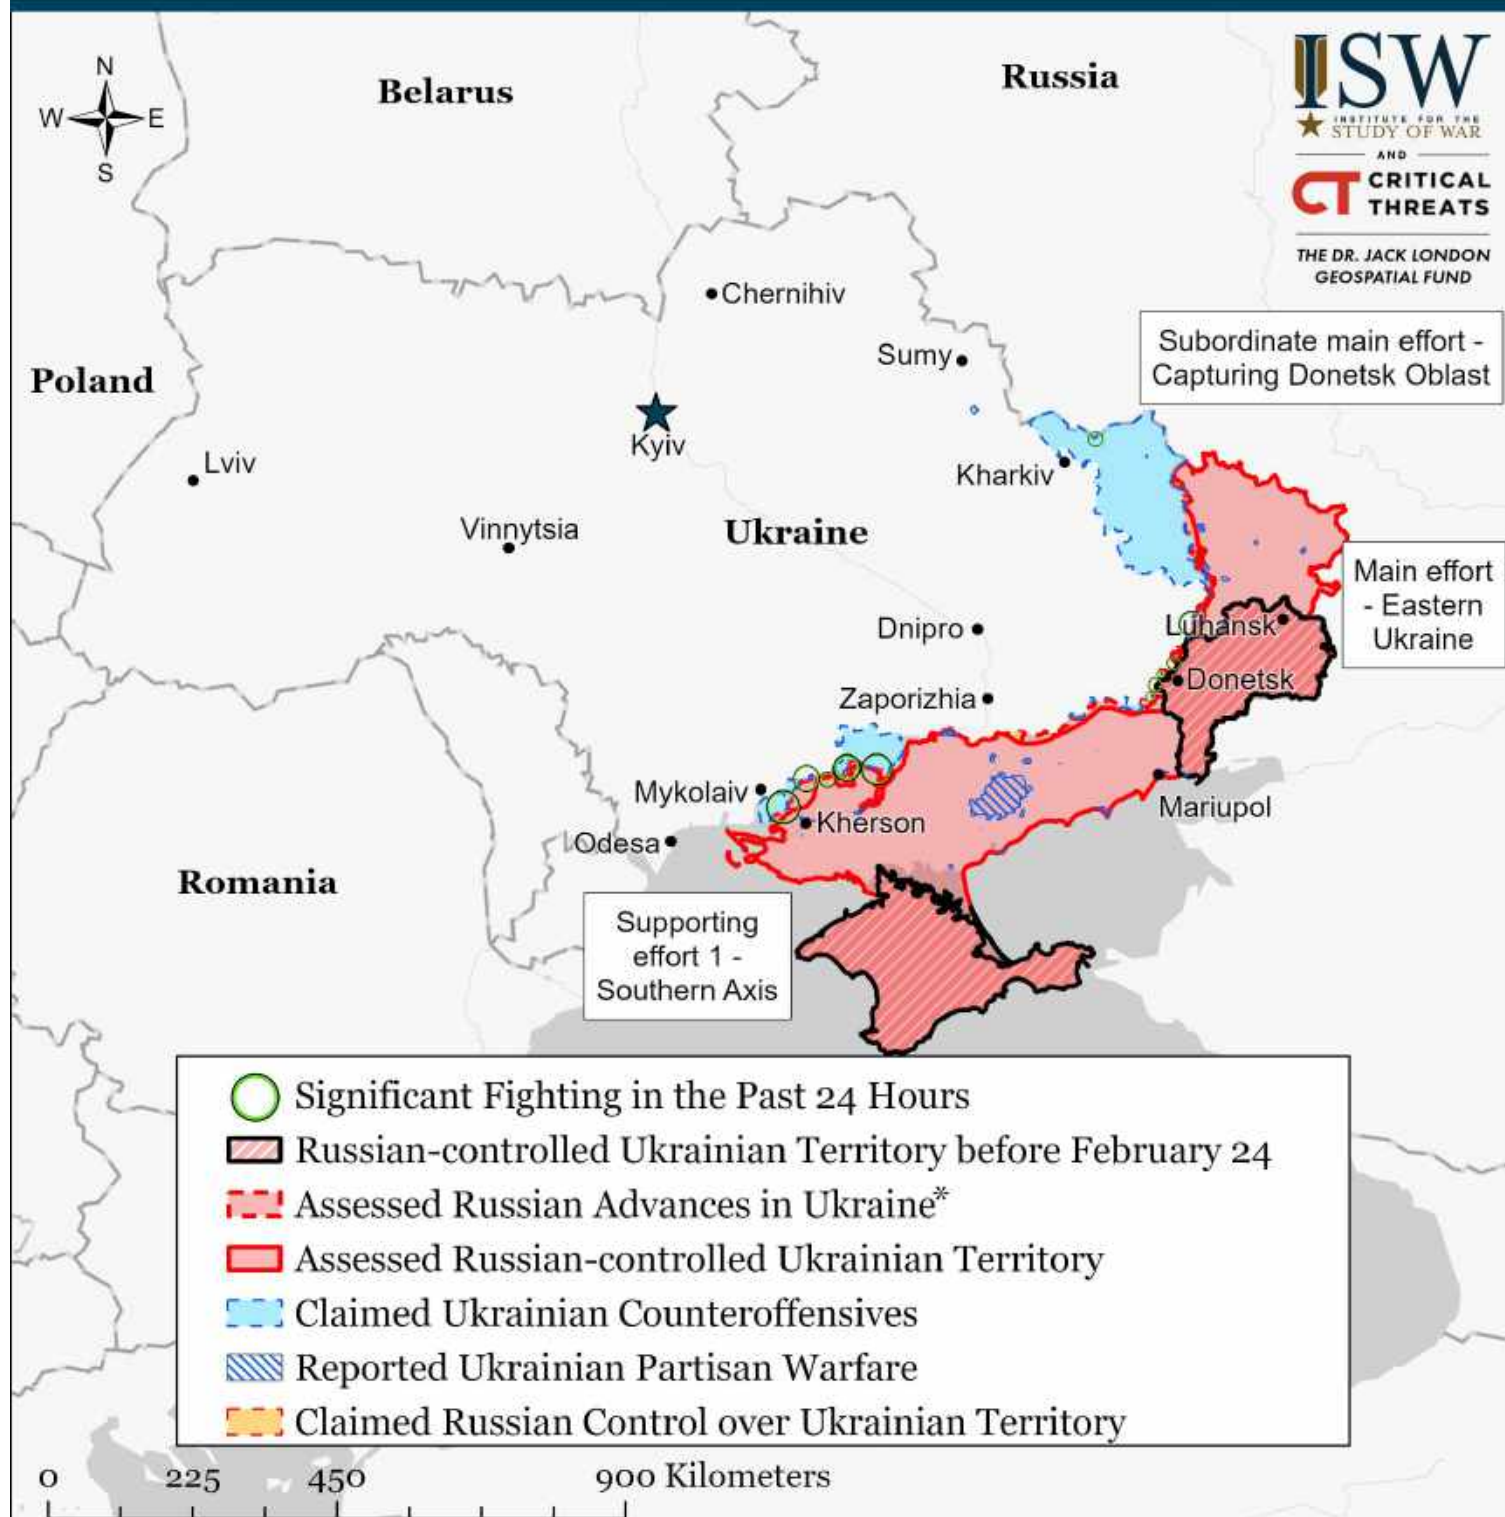 N
W E
S
Belarus
Russia
ISW
INSTITUTE FOR THE
STUDY OF WAR
AND
CT CRITICAL
THREATS
THE DR. JACK LONDON
GEOSPATIAL FUND
Chernihiv
Subordinate main effort -
Capturing Donetsk Oblast
Sumy
Poland
Kyiv
Lviv
Kharkiv
Vinnytsia
Ukraine
Main effort
- Eastern
Ukraine
Dnipro
Luhansk
Donetsk
Zaporizhia
Mykolaiv
Mariupol
Kherson
Odesa
Romania
Supporting
effort 1 -
Southern Axis
Significant Fighting in the Past 24 Hours
Russian-controlled Ukrainian Territory before February 24
Assessed Russian Advances in Ukraine*
Assessed Russian-controlled Ukrainian Territory
Claimed Ukrainian Counteroffensives
Reported Ukrainian Partisan Warfare
Claimed Russian Control over Ukrainian Territory
0 225 450 900 Kilometers